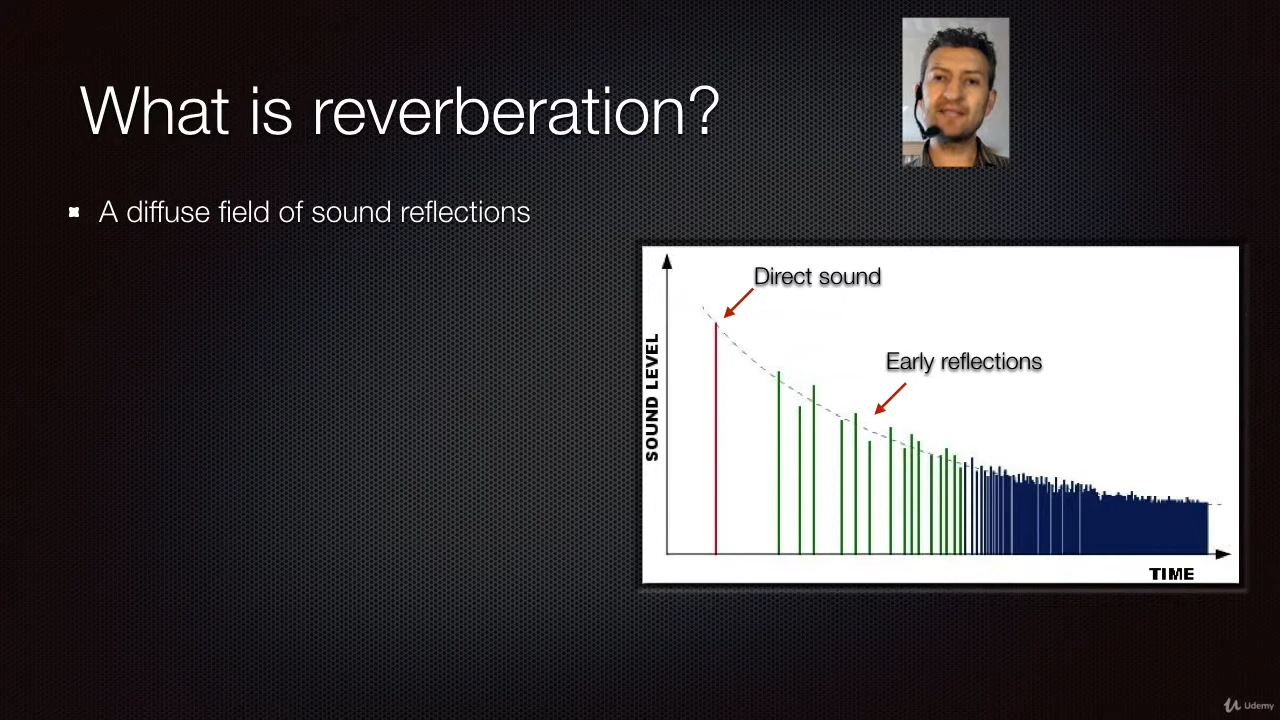 What is reverberation?
A diffuse field of sound reflections
Direct sound
Early reflections
SOUND LEVEL
TIME
Udemy